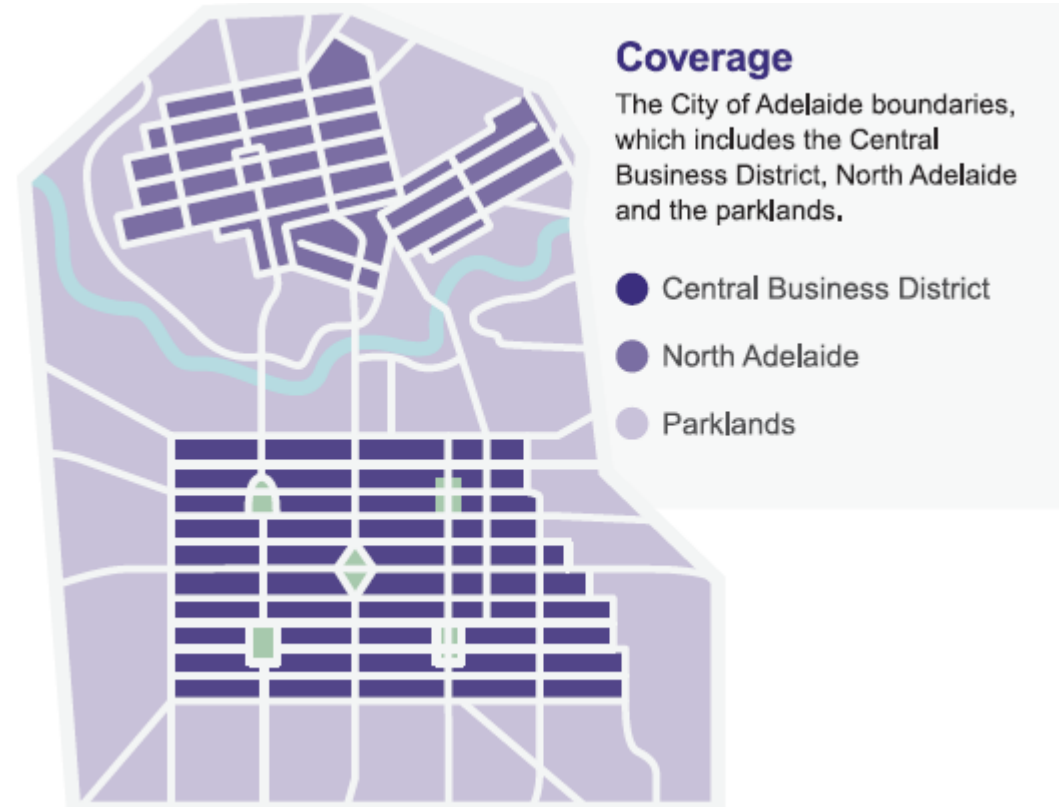 Coverage
The City of Adelaide boundaries,
which includes the Central
Business District, North Adelaide
and the parklands.
Central Business District
North Adelaide
Parklands